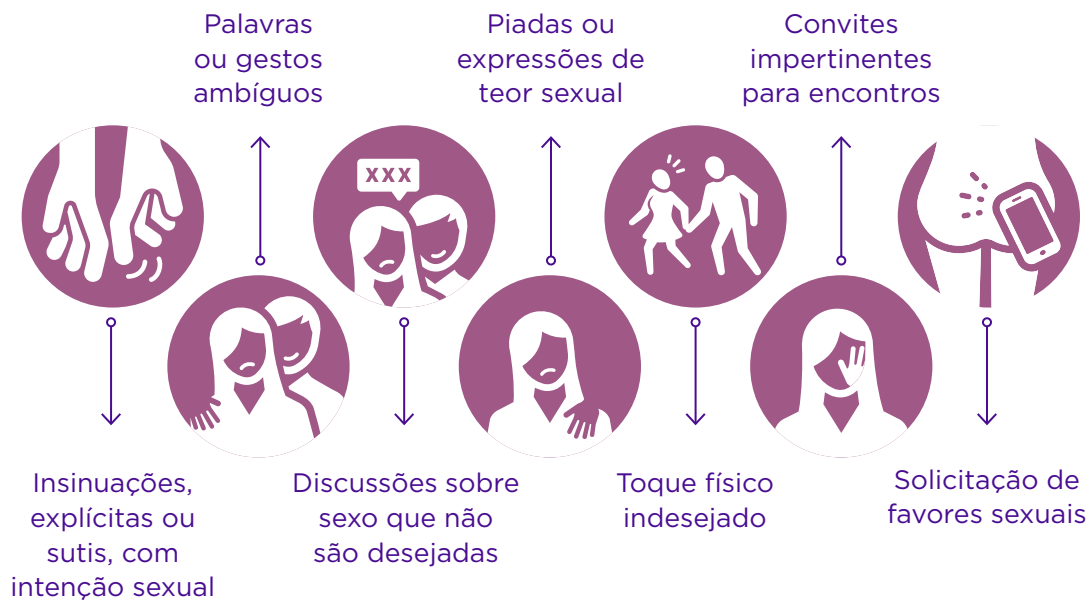 Palavras
ou gestos
ambíguos
Piadas ou
expressões de
teor sexual
Convites
impertinentes
para encontros
XXX
Insinuações,
explícitas ou
sutis, com
intenção sexual
Discussões sobre
sexo que não
são desejadas
Toque físico
indesejado
Solicitação de
favores sexuais